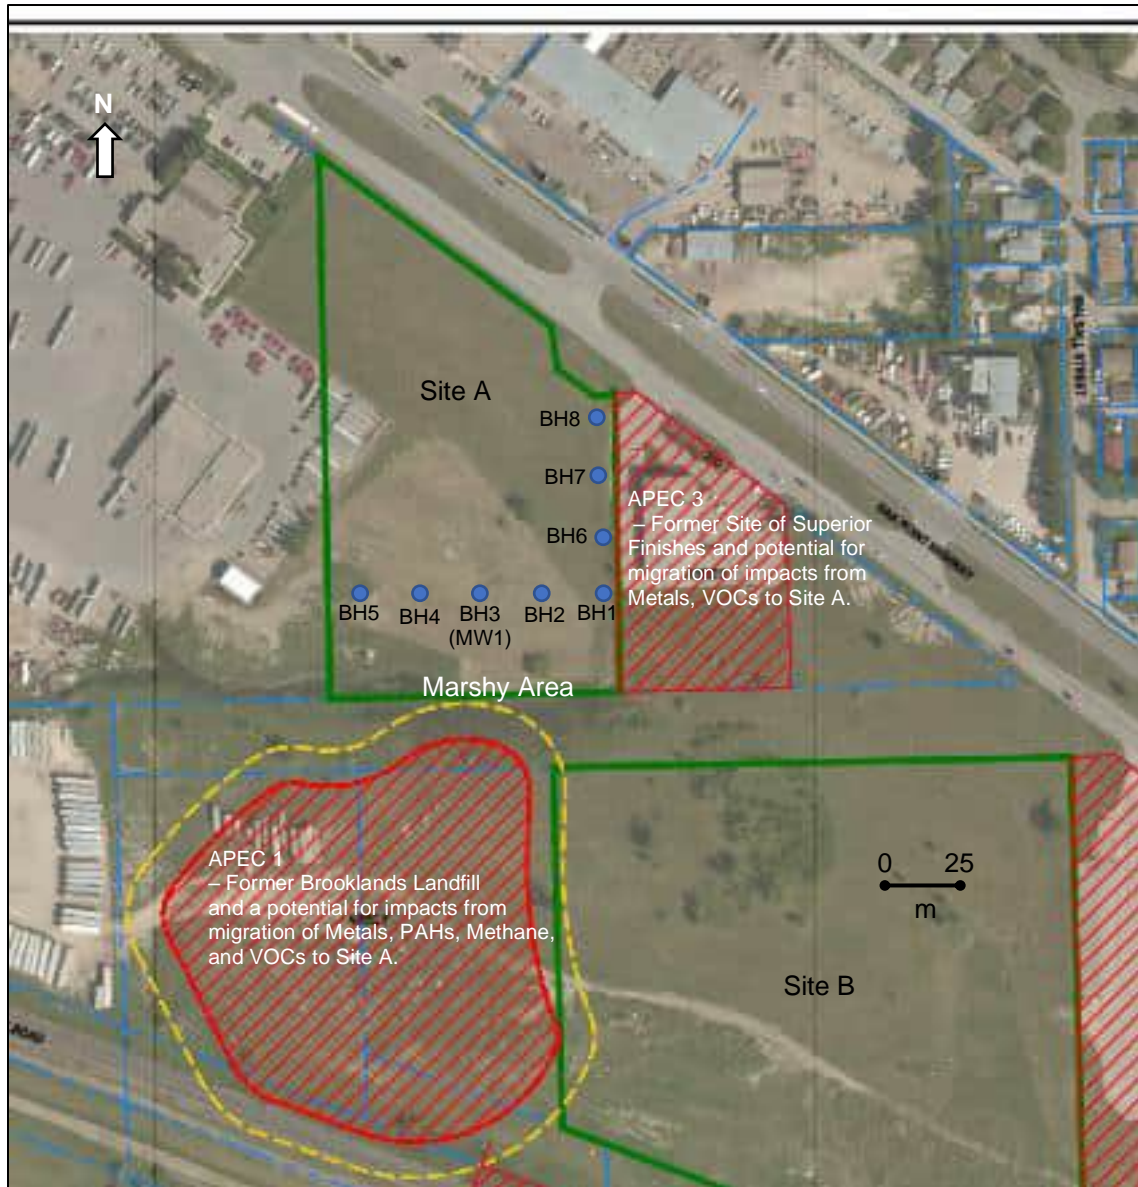 N
Site A
BH8
BH7
APEC 3
– Former Site of Superior
Finishes and potential for
migration of impacts from
Metals, VOCs to Site A.
BH6
BH5
BH4
BH3
(MW1)
BH2
BH1
Marshy Area
APEC 1
– Former Brooklands Landfill
and a potential for impacts from
migration of Metals, PAHs, Methane,
and VOCs to Site A.
0 25
m
Site B
ROAD